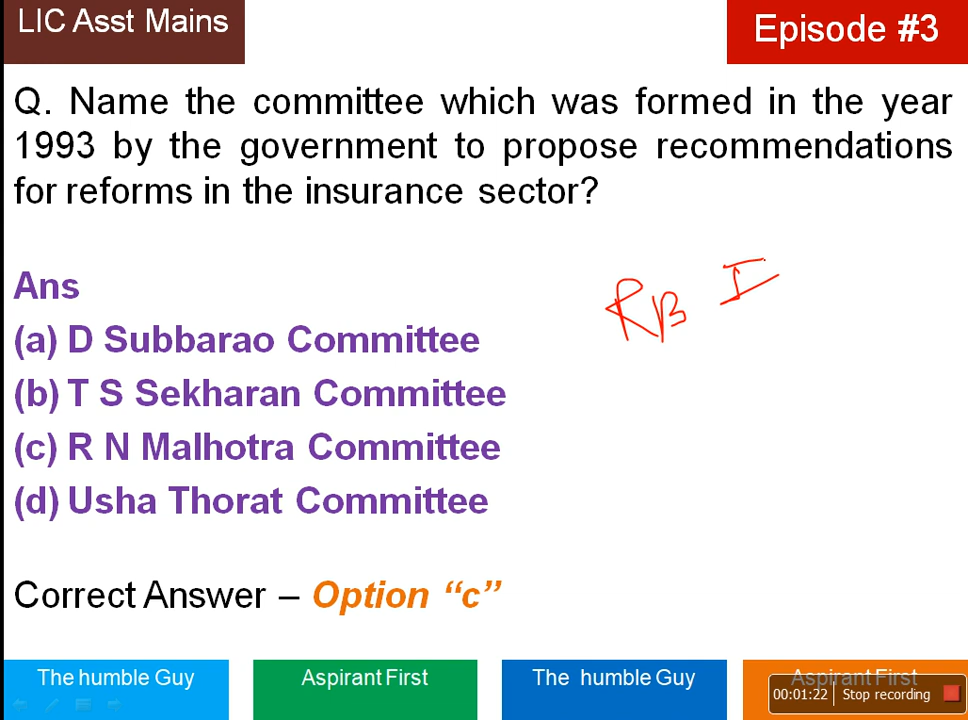 LIC Asst Mains
Episode #3
Q. Name the committee which was formed in the year
1993 by the government to propose recommendations
for reforms in the insurance sector?
Ans
RB I
(a) D Subbarao Committee
(b) T S Sekharan Committee
(c) R N Malhotra Committee
(d) Usha Thorat Committee
Correct Answer – Option “c”
The humble Guy
Aspirant First
The humble Guy
Aspirant First
00:01:22 Stop recording